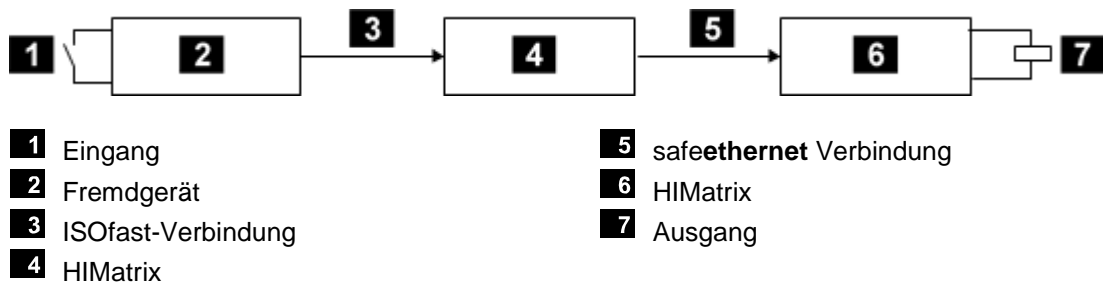 1 2 3 4 5 6 7
1 Eingang
2 Fremdgerät
3 ISOfast-Verbindung
4 HIMatrix
5 safeethernet Verbindung
6 HIMatrix
7 Ausgang